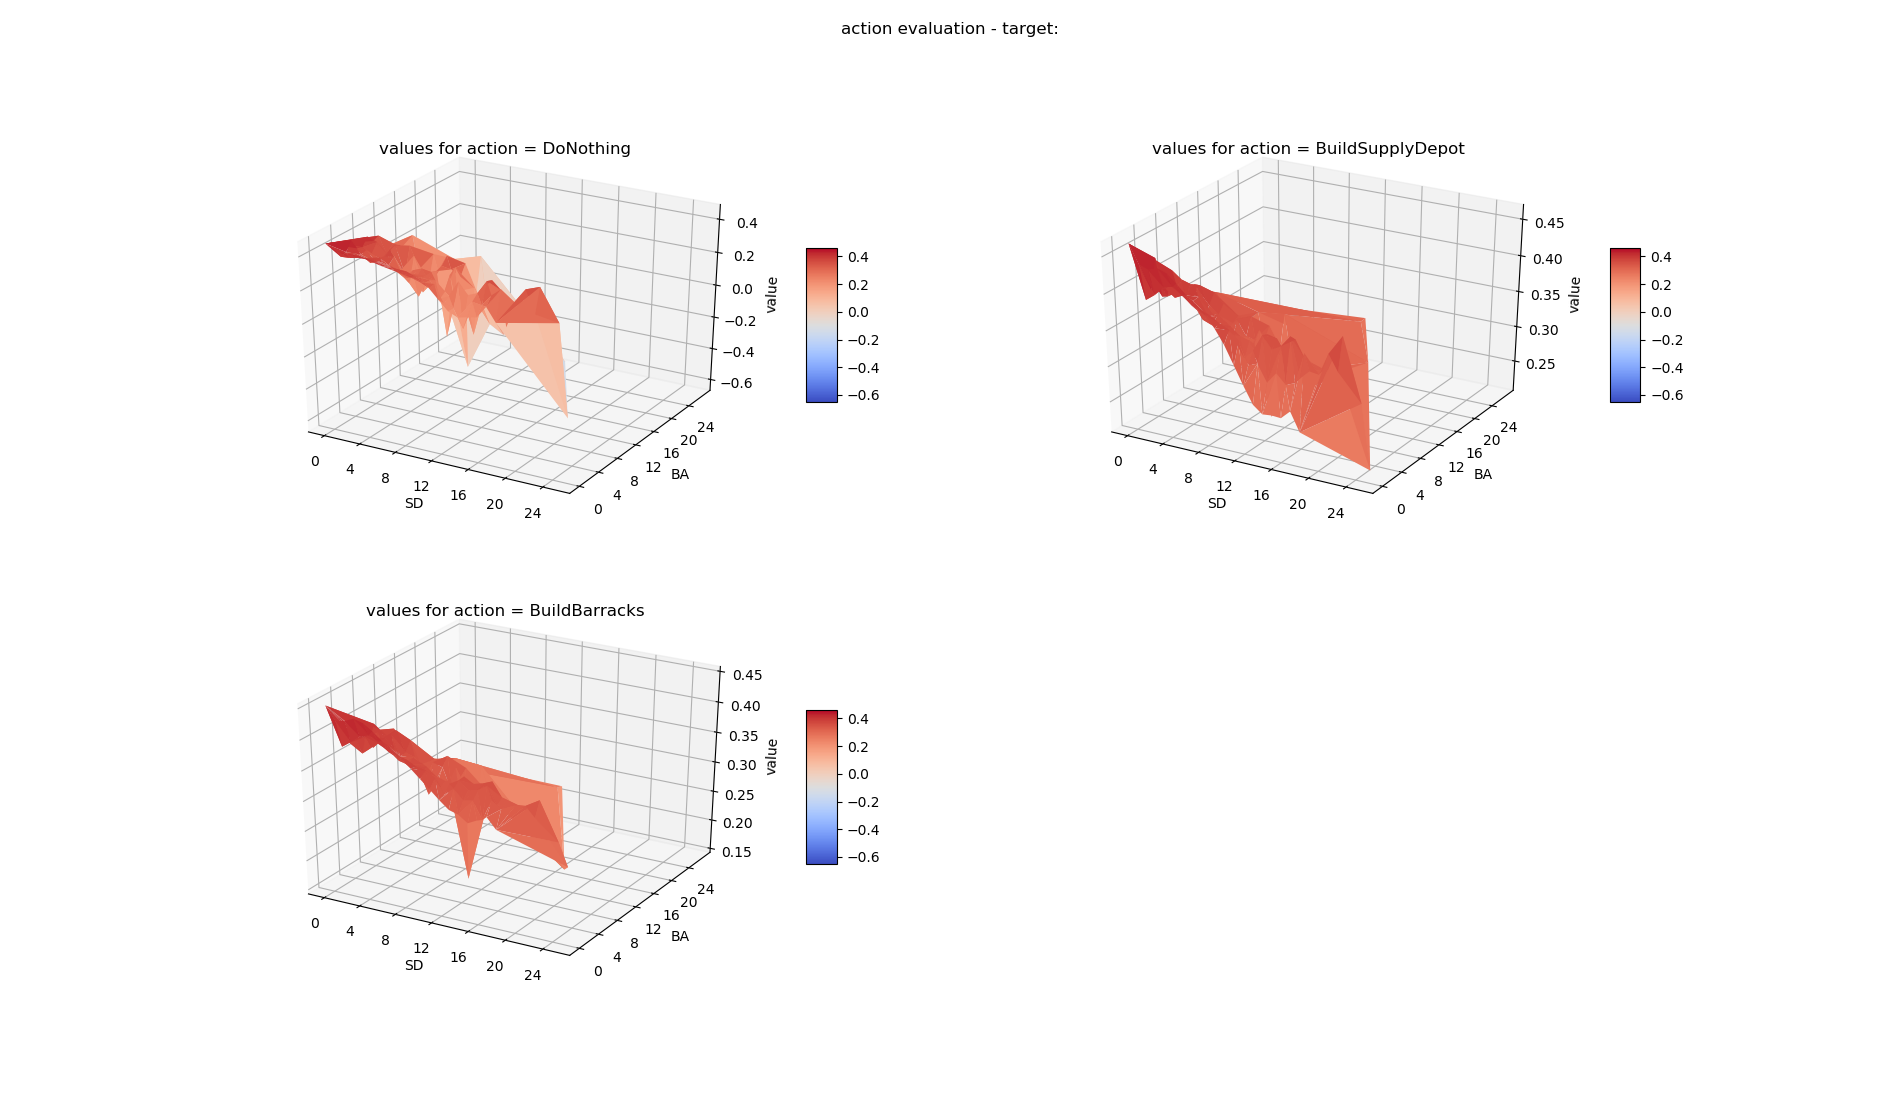 action evaluation - target:
values for action = DoNothing
0.4
0.2
0.0
−0.2
−0.4
−0.6
value
0 4 8 12 16 20 24
SD
0 4 8 12 16 20 24
BA
0.4
0.2
0.0
−0.2
−0.4
−0.6
values for action = BuildSupplyDepot
0.45
0.40
0.35
0.30
0.25
value
0 4 8 12 16 20 24
SD
0 4 8 12 16 20 24
BA
0.4
0.2
0.0
−0.2
−0.4
−0.6
values for action = BuildBarracks
0.45
0.40
0.35
0.30
0.25
0.20
0.15
value
0 4 8 12 16 20 24
SD
0 4 8 12 16 20 24
BA
0.4
0.2
0.0
−0.2
−0.4
−0.6